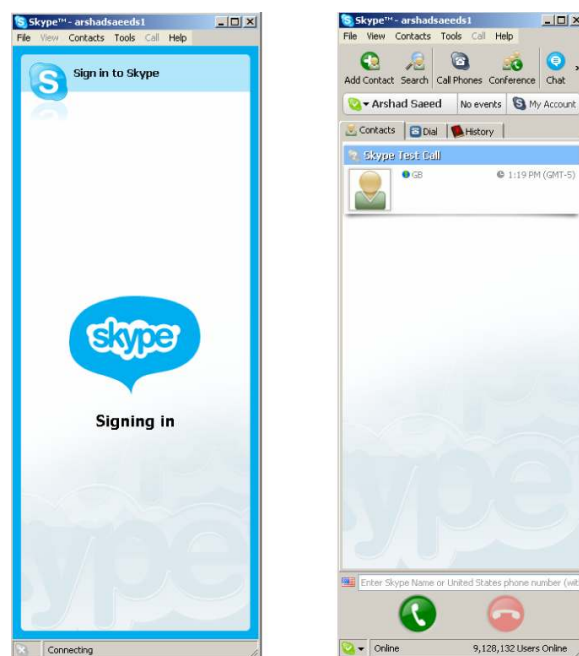 Skype™ - arshadsaeeds1
File View Contacts Tools Call Help
Sign in to Skype
skype
Signing in
Connecting
Skype™ - arshadsaeeds1
File View Contacts Tools Call Help
Add Contact Search Call Phones Conference Chat
Arshad Saeed No events My Account
Contacts Dial History
Skype Test Call
GB 1:19 PM (GMT-5)
Enter Skype Name or United States phone number (wit
Online 9,128,132 Users Online